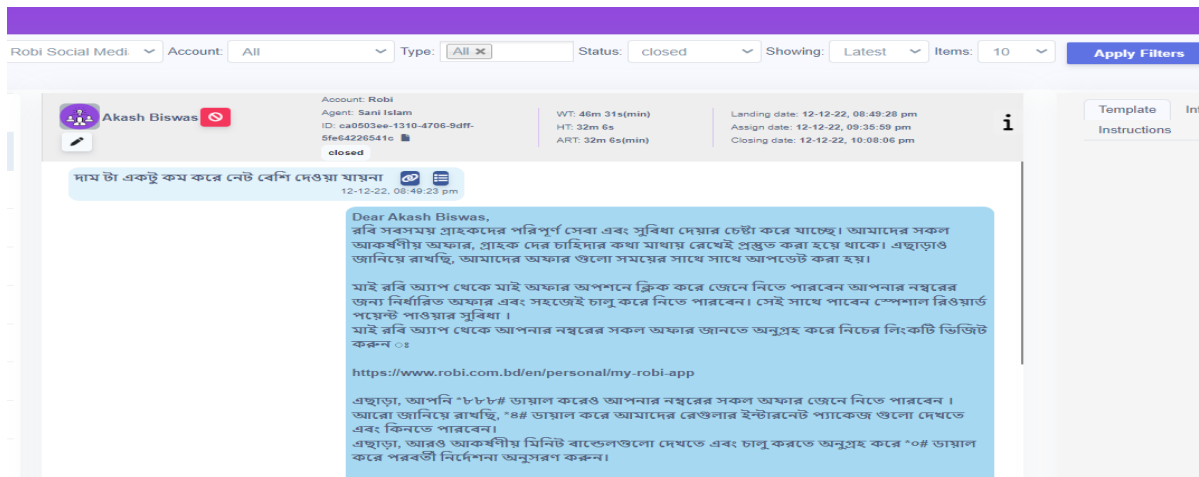 Robi Social Medi
Account:
All
Type:
All ×
Status:
closed
Showing:
Latest
Items:
10
Apply Filters
Akash Biswas
Account: Robi
Agent: Sani Islam
ID: ca0503ee-1310-4706-9dff-
5fe64226541c
closed
WT: 46m 31s(min)
HT: 32m 6s
ART: 32m 6s(min)
Landing date: 12-12-22, 08:49:28 pm
Assign date: 12-12-22, 09:35:59 pm
Closing date: 12-12-22, 10:08:06 pm
i
Template
Inf
Instructions
দাম টা একটু কম করে নেট বেশি দেওয়া যায়না
12-12-22, 08:49:23 pm
Dear Akash Biswas,
রবি সবসময় গ্রাহকদের পরিপূর্ণ সেবা এবং সুবিধা দেয়ার চেষ্টা করে যাচ্ছে। আমাদের সকল
আকর্ষণীয় অফার, গ্রাহক দের চাহিদার কথা মাথায় রেখেই প্রস্তুত করা হয়ে থাকে। এছাড়াও
জানিয়ে রাখছি, আমাদের অফার গুলো সময়ের সাথে সাথে আপডেট করা হয়।
মাই রবি অ্যাপ থেকে মাই অফার অপশনে ক্লিক করে জেনে নিতে পারবেন আপনার নম্বরের
জন্য নির্ধারিত অফার এবং সহজেই চালু করে নিতে পারবেন। সেই সাথে পাবেন স্পেশাল রিওয়ার্ড
পয়েন্ট পাওয়ার সুবিধা ।
মাই রবি অ্যাপ থেকে আপনার নম্বরের সকল অফার জানতে অনুগ্রহ করে নিচের লিংকটি ভিজিট
করুন ঃ
https://www.robi.com.bd/en/personal/my-robi-app
এছাড়া, আপনি *৮৮৮# ডায়াল করেও আপনার নম্বরের সকল অফার জেনে নিতে পারবেন ।
আরো জানিয়ে রাখছি, *৪# ডায়াল করে আমাদের রেগুলার ইন্টারনেট প্যাকেজ গুলো দেখতে
এবং কিনতে পারবেন।
এছাড়া, আরও আকর্ষণীয় মিনিট বান্ডেলগুলো দেখতে এবং চালু করতে অনুগ্রহ করে *০# ডায়াল
করে পরবর্তী নির্দেশনা অনুসরণ করুন।